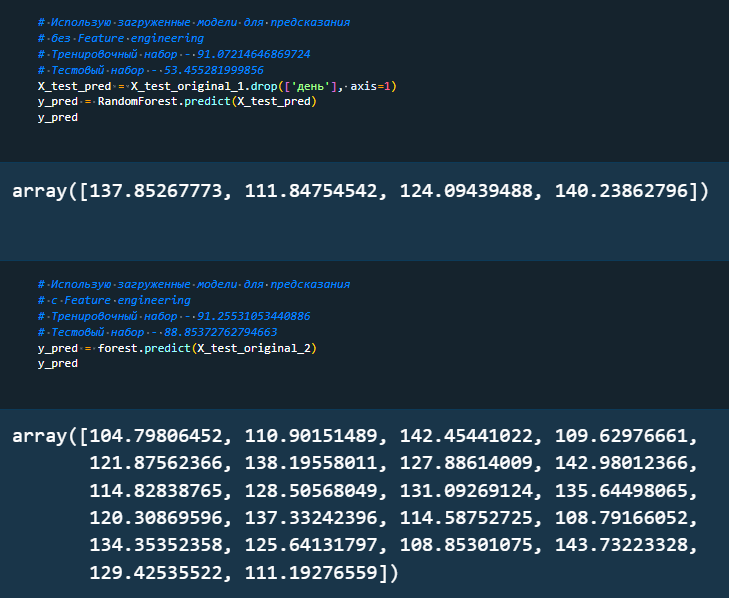 # Использую загруженные модели для предсказания
# без Feature engineering
# Тренировочный набор - 91.07214646869724
# Тестовый набор - 53.455281999856
X_test_pred = X_test_original_1.drop(['день'], axis=1)
y_pred = RandomForest.predict(X_test_pred)
y_pred
array([137.85267773, 111.84754542, 124.09439488, 140.23862796])
# Использую загруженные модели для предсказания
# с Feature engineering
# Тренировочный набор - 91.25531053440886
# Тестовый набор - 88.85372762794663
y_pred = forest.predict(X_test_original_2)
y_pred
array([104.79806452, 110.90151489, 142.45441022, 109.62976661,
121.87562366, 138.19558011, 127.88614009, 142.98012366,
114.82838765, 128.50568049, 131.09269124, 135.64498065,
120.30869596, 137.33242396, 114.58752725, 108.79166052,
134.35352358, 125.64131797, 108.85301075, 143.73223328,
129.42535522, 111.19276559])